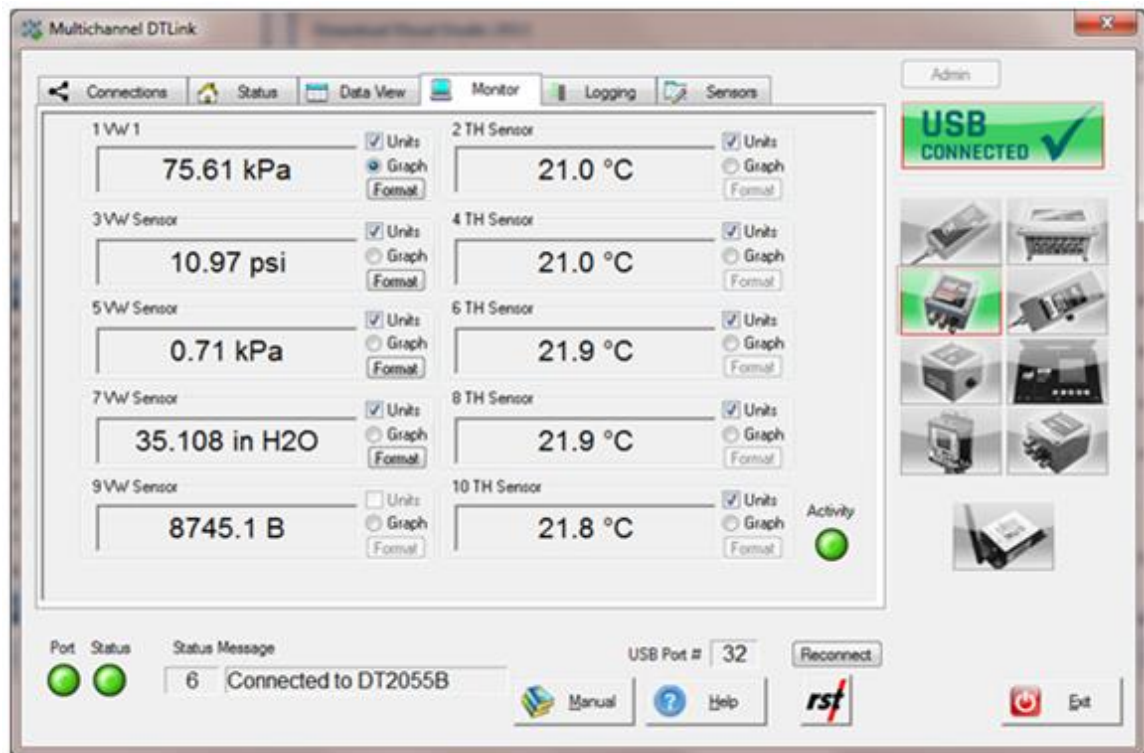 Multichannel DTLink
Connections Status Data View Monitor Logging Sensors
Admin
USB
CONNECTED
1 VW 1
75.61 kPa
Units
Graph
Format
2 TH Sensor
21.0 °C
Units
Graph
Format
3 VW Sensor
10.97 psi
Units
Graph
Format
4 TH Sensor
21.0 °C
Units
Graph
Format
5 VW Sensor
0.71 kPa
Units
Graph
Format
6 TH Sensor
21.9 °C
Units
Graph
Format
7 VW Sensor
35.108 in H2O
Units
Graph
Format
8 TH Sensor
21.9 °C
Units
Graph
Format
9 VW Sensor
8745.1 B
Units
Graph
Format
10 TH Sensor
21.8 °C
Units
Graph
Format
Activity
Port Status Status Message
6 Connected to DT2055B
USB Port # 32 Reconnect
Manual Help rst Exit